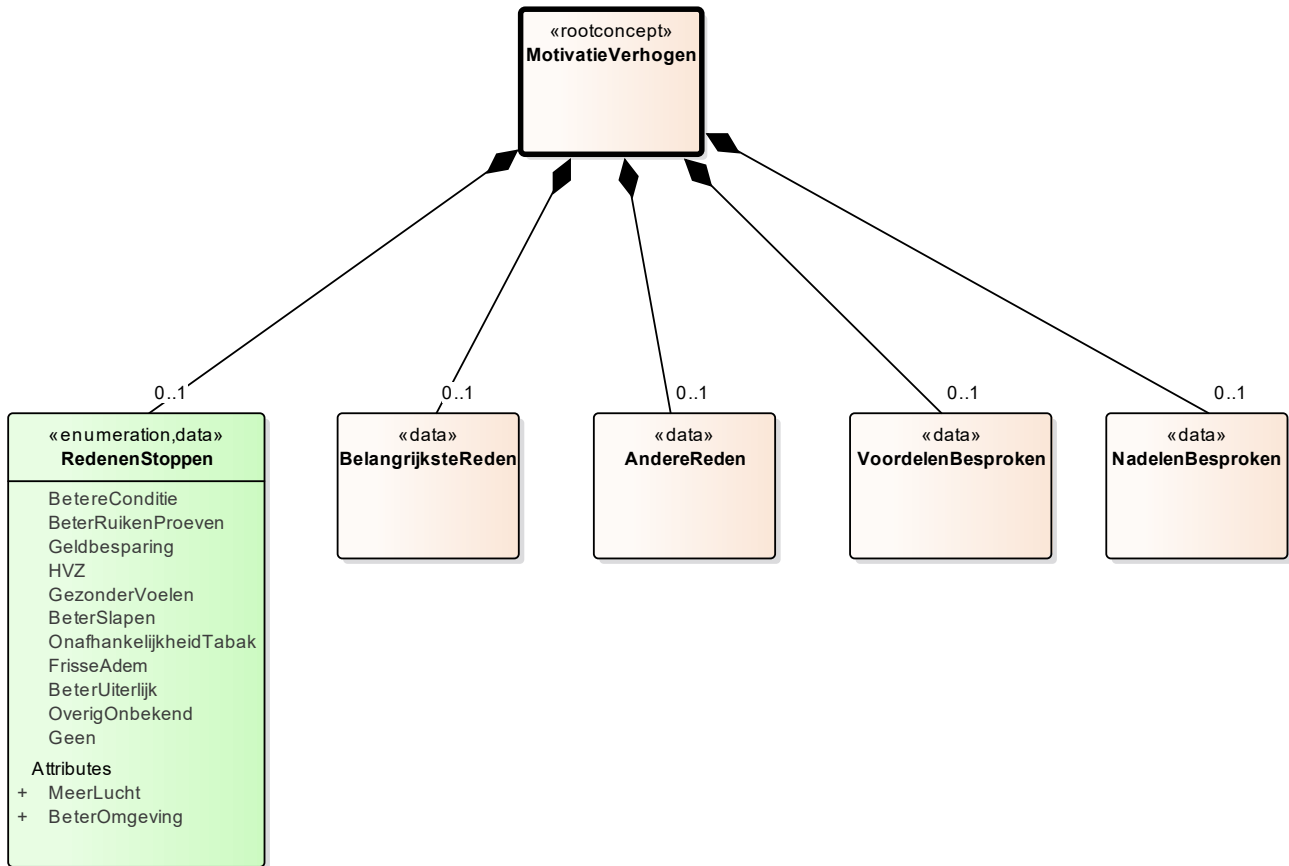 «rootconcept»
MotivatieVerhogen
0..1
0..1
0..1
0..1
0..1
«enumeration,data»
RedenenStoppen
BetereConditie
BeterRuikenProeven
Geldbesparing
HVZ
GezonderVoelen
BeterSlapen
OnafhankelijkheidTabak
FrisseAdem
BeterUiterlijk
OverigOnbekend
Geen
Attributes
+ MeerLucht
+ BeterOmgeving
«data»
BelangrijksteReden
«data»
AndereReden
«data»
VoordelenBesproken
«data»
NadelenBesproken